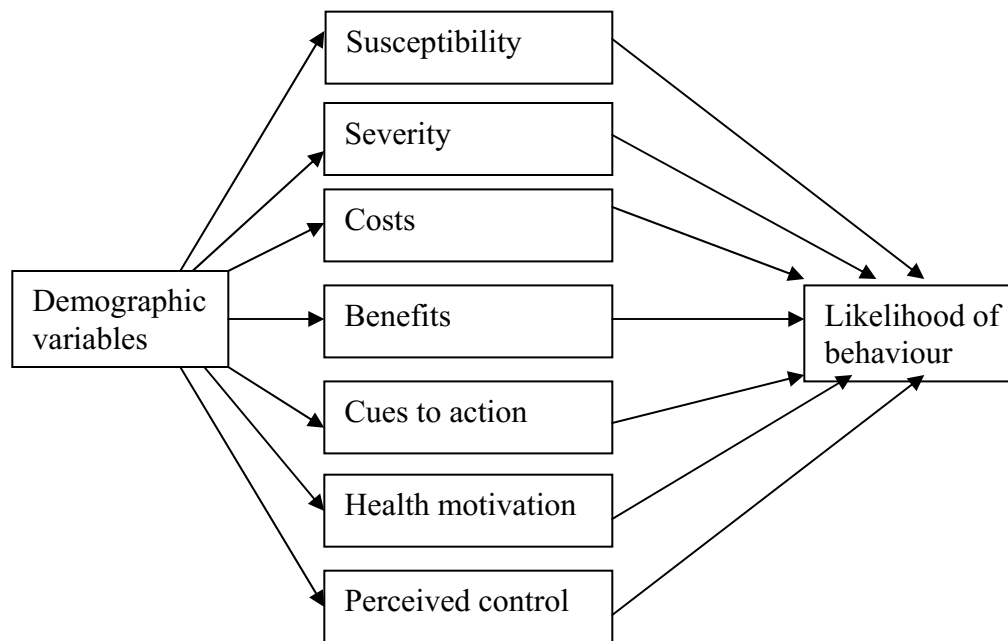 Susceptibility
Severity
Costs
Demographic
variables
Benefits
Likelihood of
behaviour
Cues to action
Health motivation
Perceived control